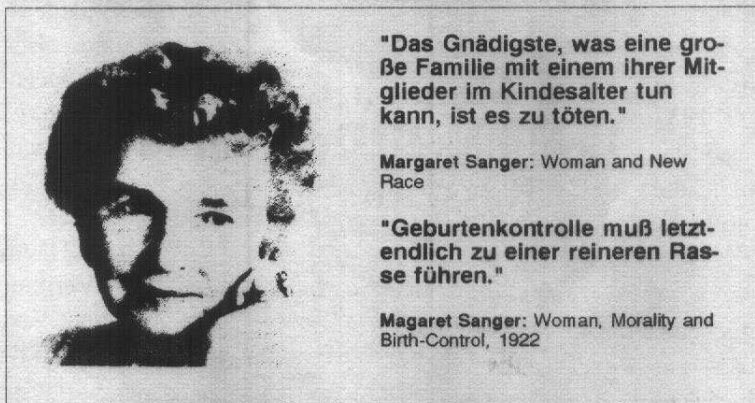 "Das Gnädigste, was eine gro-
ße Familie mit einem ihrer Mit-
glieder im Kindesalter tun
kann, ist es zu töten."
Margaret Sanger: Woman and New
Race
"Geburtenkontrolle muß letzt-
endlich zu einer reineren Ras-
se führen."
Magaret Sanger: Woman, Morality and
Birth-Control, 1922